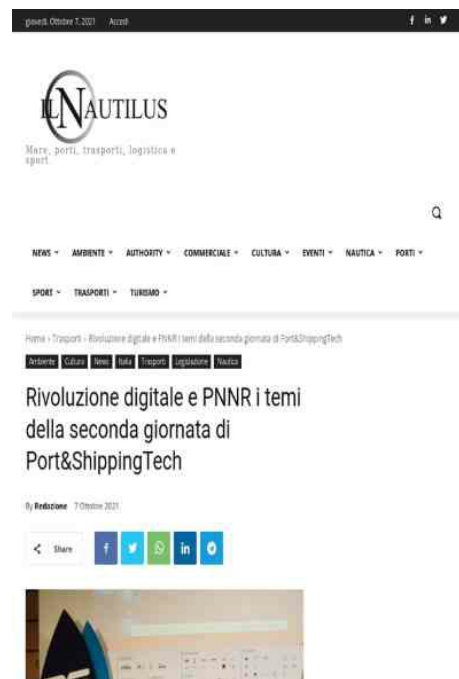 giovedì, Ottobre 7, 2021 Accedi
IL NAUTILUS
Mare, porti, trasporti, logistica e
sport
NEWS AMBIENTE AUTHORITY COMMERCIALE CULTURA EVENTI NAUTICA PORTI
SPORT TRASPORTI TURISMO
Home › Trasporti › Rivoluzione digitale e PNNR i temi della seconda giornata di Port&ShippingTech
Ambiente Cultura News Italia Trasporti Legislazione Nautica
Rivoluzione digitale e PNNR i temi
della seconda giornata di
Port&ShippingTech
By Redazione 7 Ottobre 2021
Share